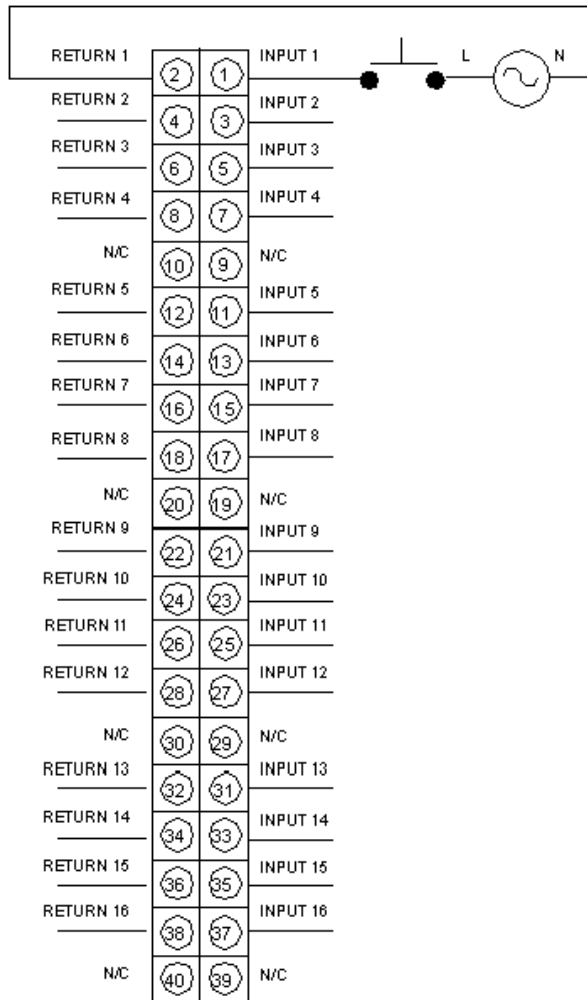 RETURN 1 2 1 INPUT 1 L N
RETURN 2 4 3 INPUT 2
RETURN 3 6 5 INPUT 3
RETURN 4 8 7 INPUT 4
N/C 10 9 N/C
RETURN 5 12 11 INPUT 5
RETURN 6 14 13 INPUT 6
RETURN 7 16 15 INPUT 7
RETURN 8 18 17 INPUT 8
N/C 20 19 N/C
RETURN 9 22 21 INPUT 9
RETURN 10 24 23 INPUT 10
RETURN 11 26 25 INPUT 11
RETURN 12 28 27 INPUT 12
N/C 30 29 N/C
RETURN 13 32 31 INPUT 13
RETURN 14 34 33 INPUT 14
RETURN 15 36 35 INPUT 15
RETURN 16 38 37 INPUT 16
N/C 40 39 N/C